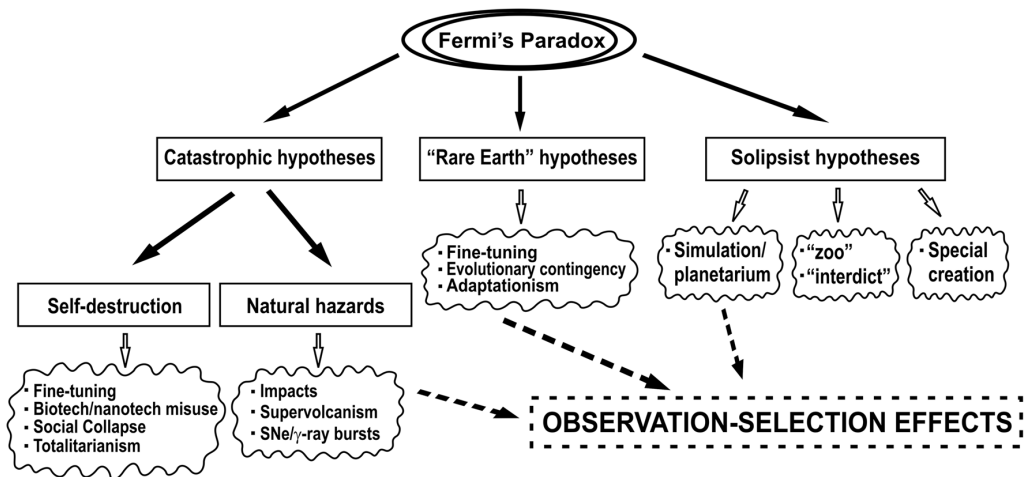 Fermi's Paradox
Catastrophic hypotheses
“Rare Earth” hypotheses
Solipsist hypotheses
· Fine-tuning
· Evolutionary contingency
· Adaptationism
· Simulation/
planetarium
· “zoo”
· “interdict”
· Special
creation
Self-destruction
Natural hazards
· Fine-tuning
· Biotech/nanotech misuse
· Social Collapse
· Totalitarianism
· Impacts
· Supervolcanism
· SNe/γ-ray bursts
OBSERVATION-SELECTION EFFECTS